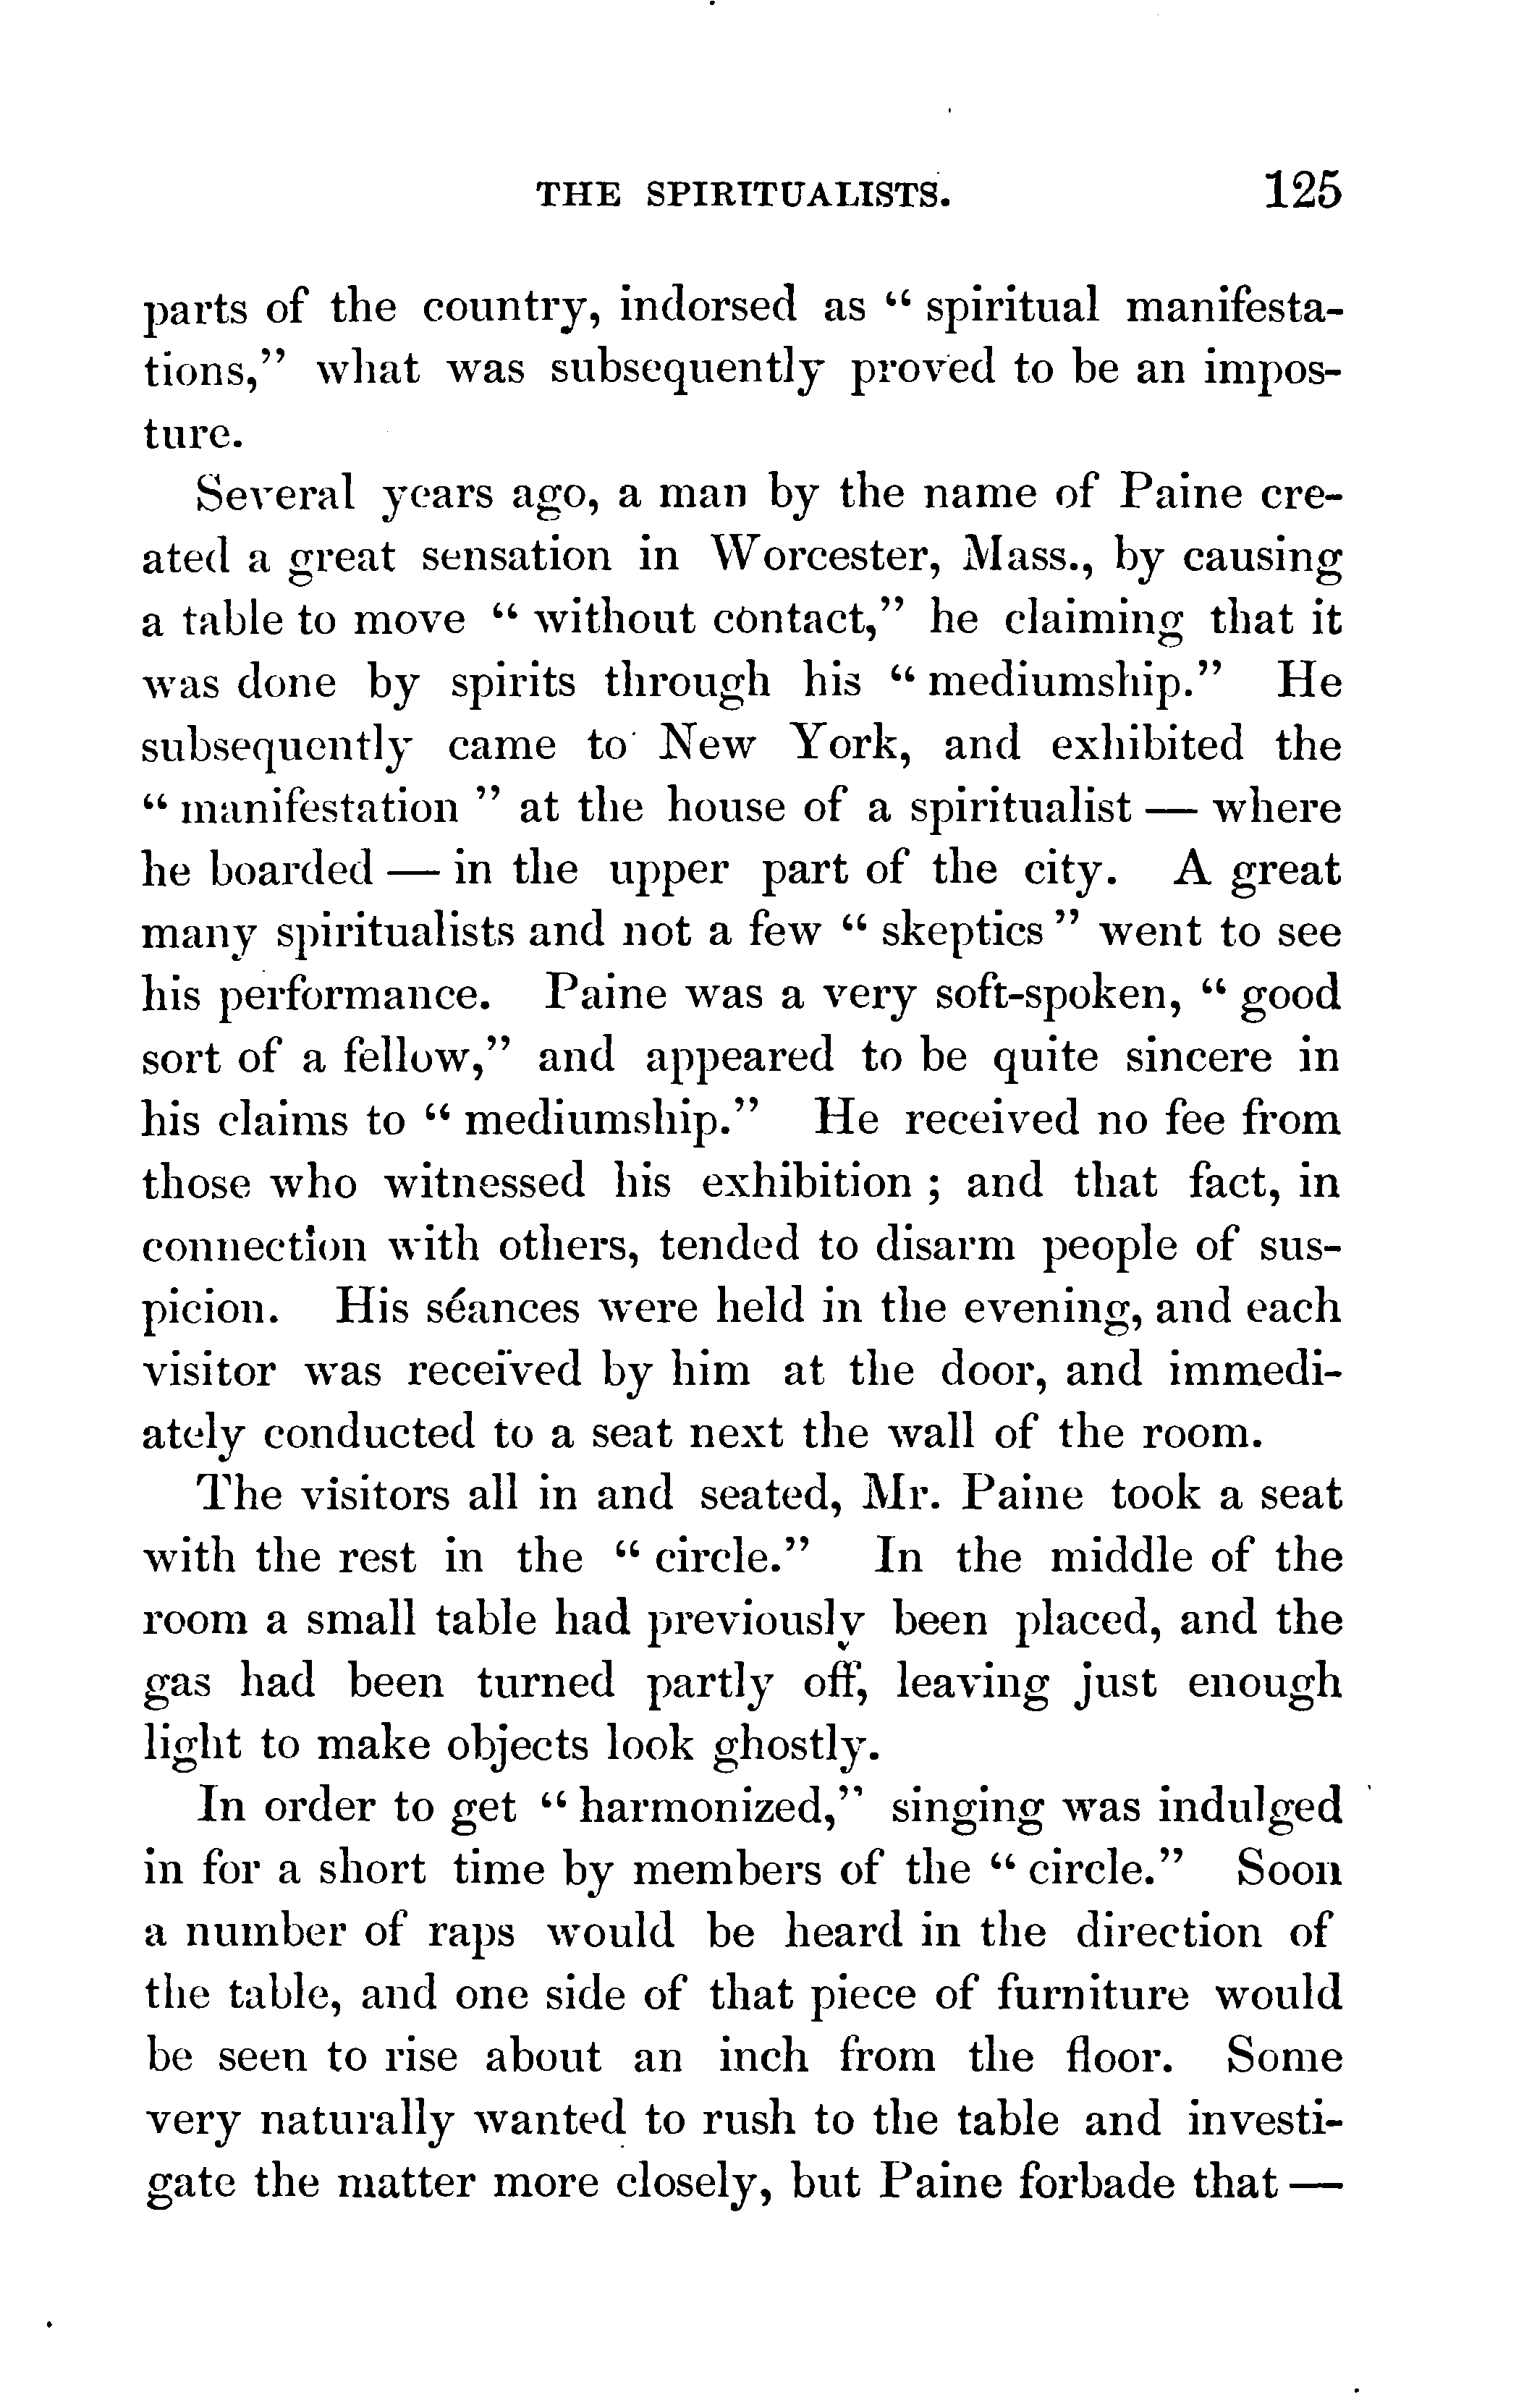 THE SPIRITUALISTS. 125
parts of the country, indorsed as “ spiritual manifesta-
tions,” what was subsequently proved to be an impos-
ture.
Several years ago, a man by the name of Paine cre-
ated a great sensation in Worcester, Mass., by causing
a table to move “ without contact,” he claiming that it
was done by spirits through his “ mediumship.” He
subsequently came to New York, and exhibited the
“ manifestation ” at the house of a spiritualist — where
he boarded — in the upper part of the city. A great
many spiritualists and not a few “ skeptics ” went to see
his performance. Paine was a very soft-spoken, “ good
sort of a fellow,” and appeared to be quite sincere in
his claims to “ mediumship.” He received no fee from
those who witnessed his exhibition ; and that fact, in
connection with others, tended to disarm people of sus-
picion. His séances were held in the evening, and each
visitor was received by him at the door, and immedi-
ately conducted to a seat next the wall of the room.
The visitors all in and seated, Mr. Paine took a seat
with the rest in the “ circle.” In the middle of the
room a small table had previously been placed, and the
gas had been turned partly off, leaving just enough
light to make objects look ghostly.
In order to get “ harmonized,” singing was indulged
in for a short time by members of the “ circle.” Soon
a number of raps would be heard in the direction of
the table, and one side of that piece of furniture would
be seen to rise about an inch from the floor. Some
very naturally wanted to rush to the table and investi-
gate the matter more closely, but Paine forbade that —